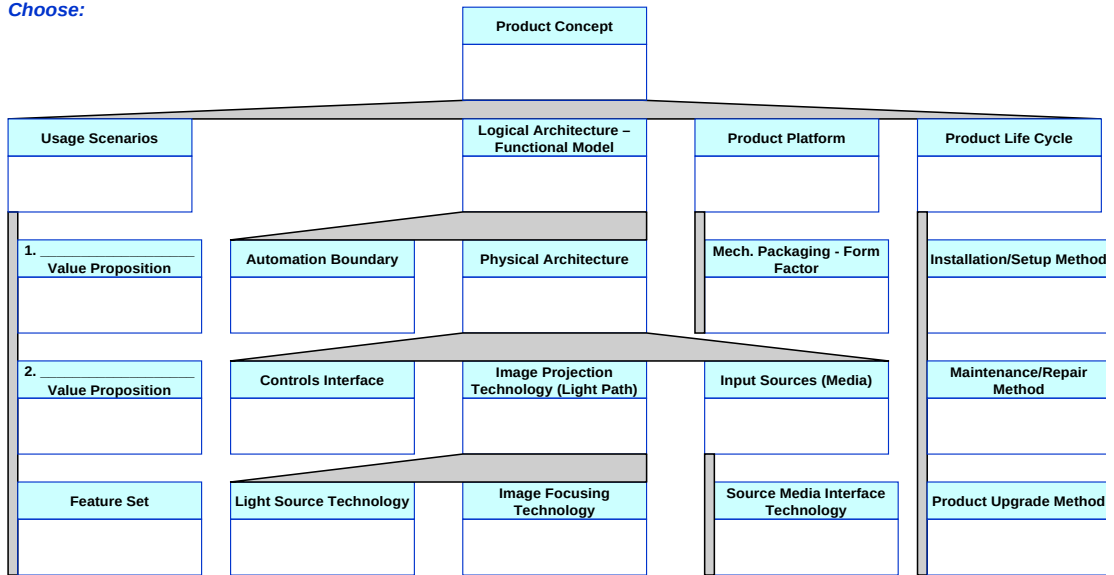 Choose:
Product Concept
Usage Scenarios
Logical Architecture –
Functional Model
Product Platform
Product Life Cycle
1. ____________________
Value Proposition
Automation Boundary
Physical Architecture
Mech. Packaging - Form
Factor
Installation/Setup Method
2. ____________________
Value Proposition
Controls Interface
Image Projection
Technology (Light Path)
Input Sources (Media)
Maintenance/Repair
Method
Feature Set
Light Source Technology
Image Focusing
Technology
Source Media Interface
Technology
Product Upgrade Method